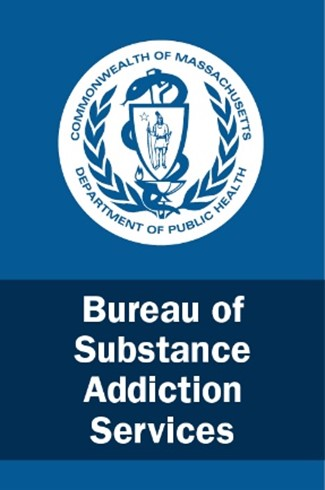 COMMONWEALTH OF MASSACHUSETTS
DEPARTMENT OF PUBLIC HEALTH
Bureau of
Substance
Addiction
Services